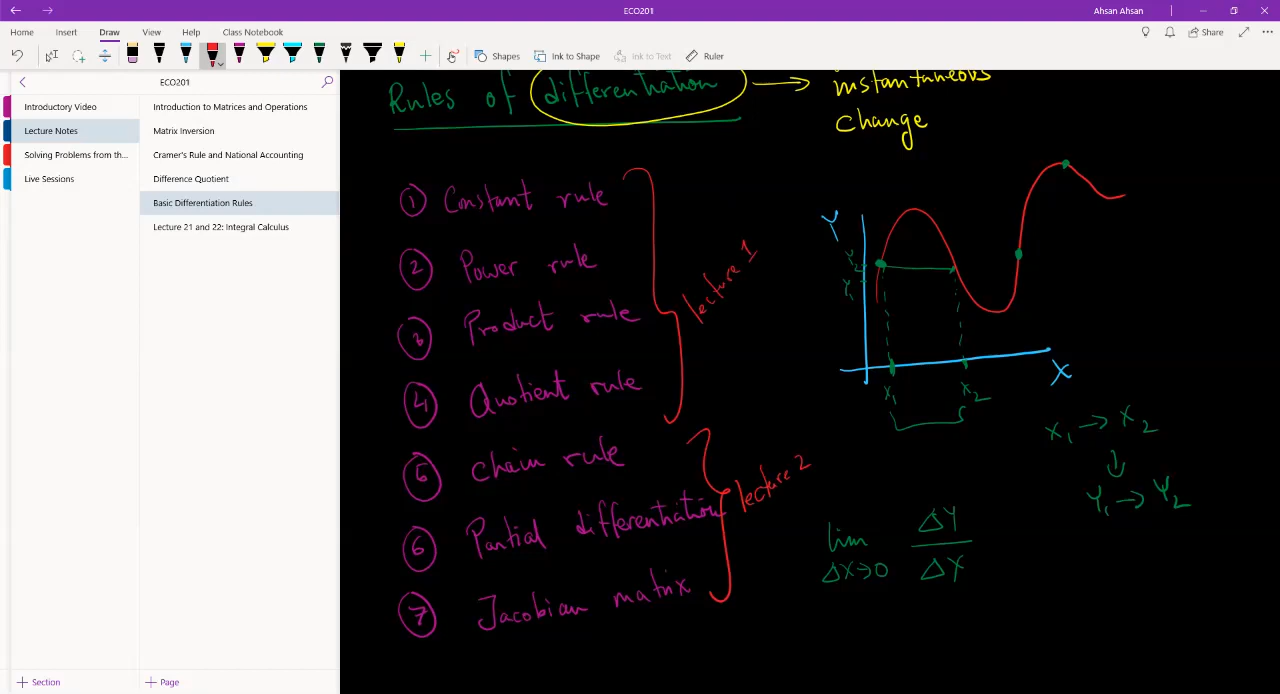 ECO201
Ahsan Ahsan
Home
Insert
Draw
View
Help
Class Notebook
Share
Shapes
Ink to Shape
Ink to Text
Ruler
ECO201
Introductory Video
Lecture Notes
Solving Problems from th...
Live Sessions
Introduction to Matrices and Operations
Matrix Inversion
Cramer's Rule and National Accounting
Difference Quotient
Basic Differentiation Rules
Lecture 21 and 22: Integral Calculus
Section
Page
Rules of differentiation → instantaneous
change
1 Constant rule
2 Power rule
3 Product rule
4 Quotient rule
lecture 1
5 chain rule
6 Partial differentiation
7 Jacobian matrix
lecture 2
Y
Y2
Y1
X1
X2
X
X1 → X2
↓
Y1 → Y2
lim ΔY
ΔX→0 ΔX